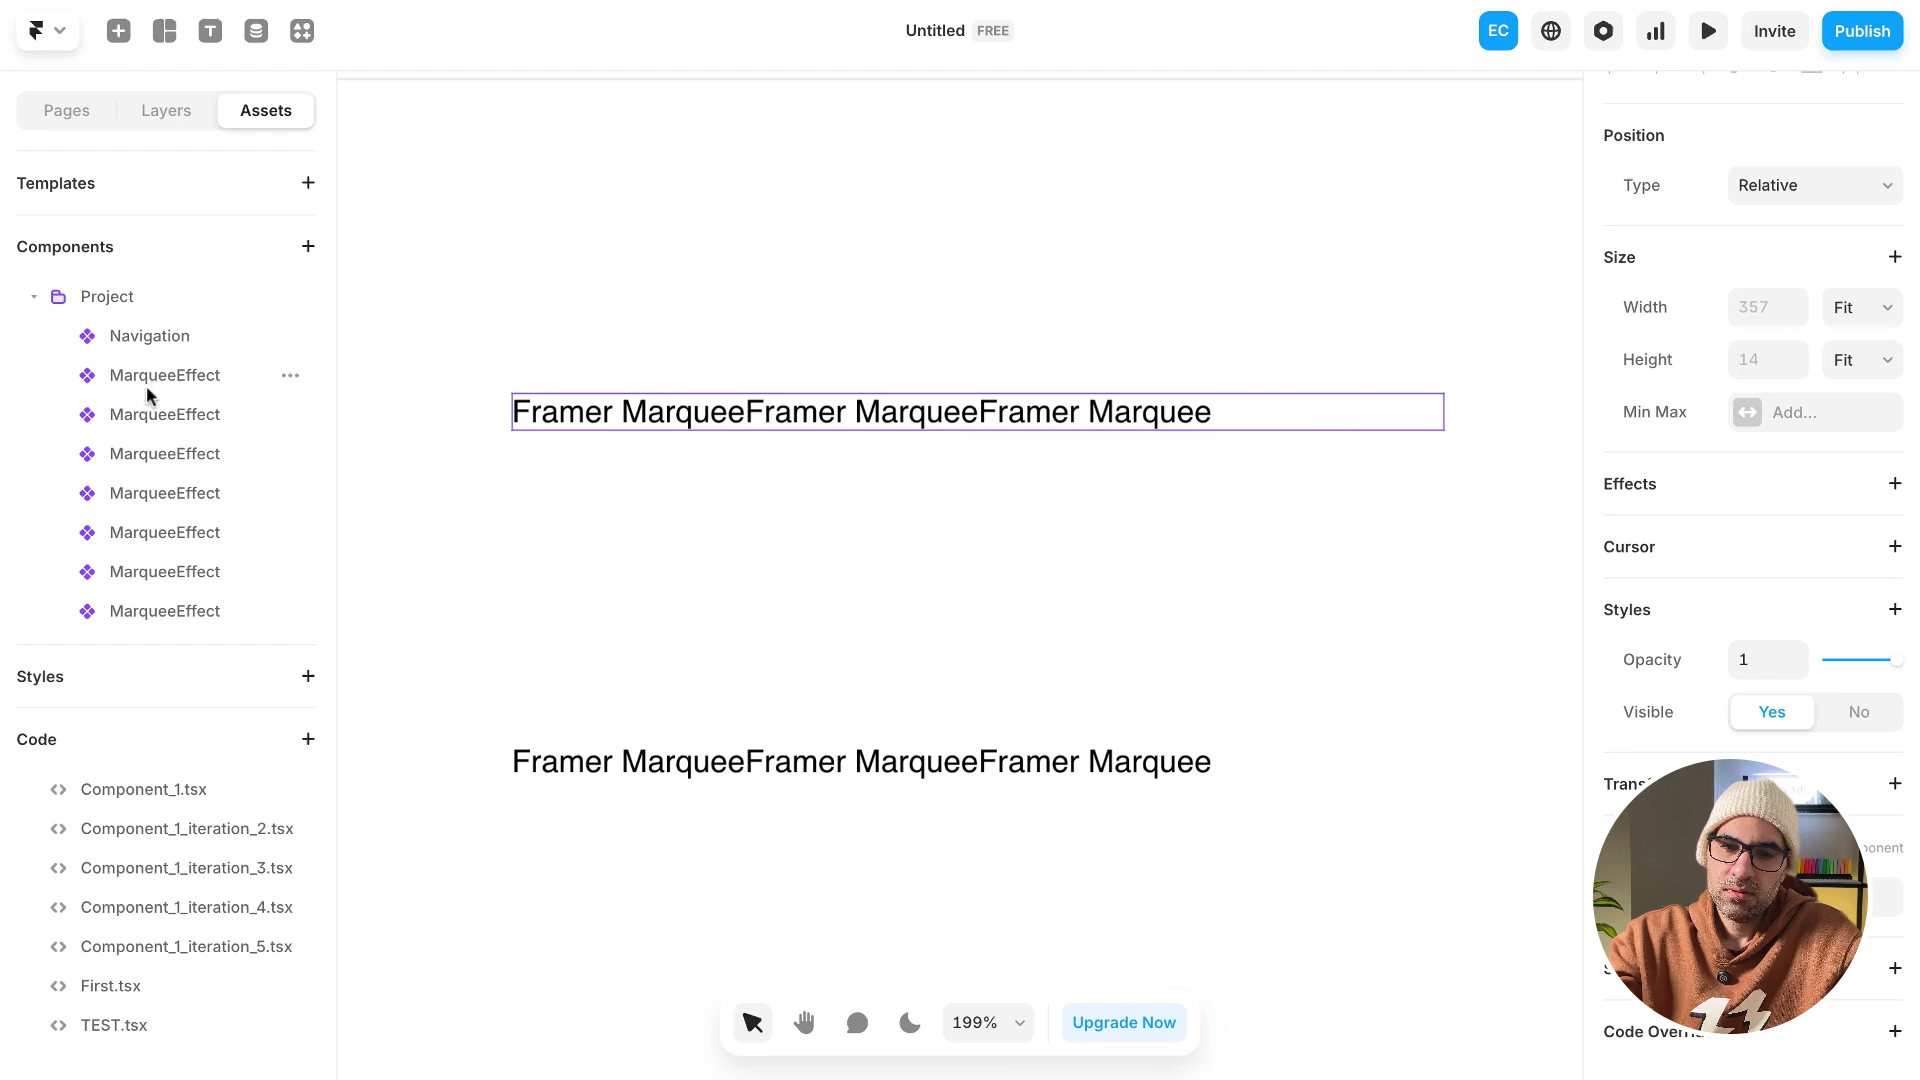 Untitled FREE
EC
Invite
Publish
Pages
Layers
Assets
Templates
Components
Project
Navigation
MarqueeEffect
MarqueeEffect
MarqueeEffect
MarqueeEffect
MarqueeEffect
MarqueeEffect
MarqueeEffect
Styles
Code
Component_1.tsx
Component_1_iteration_2.tsx
Component_1_iteration_3.tsx
Component_1_iteration_4.tsx
Component_1_iteration_5.tsx
First.tsx
TEST.tsx
Framer MarqueeFramer MarqueeFramer Marquee
Framer MarqueeFramer MarqueeFramer Marquee
199%
Upgrade Now
Position
Type Relative
Size
Width 357 Fit
Height 14 Fit
Min Max Add...
Effects
Cursor
Styles
Opacity 1
Visible Yes No